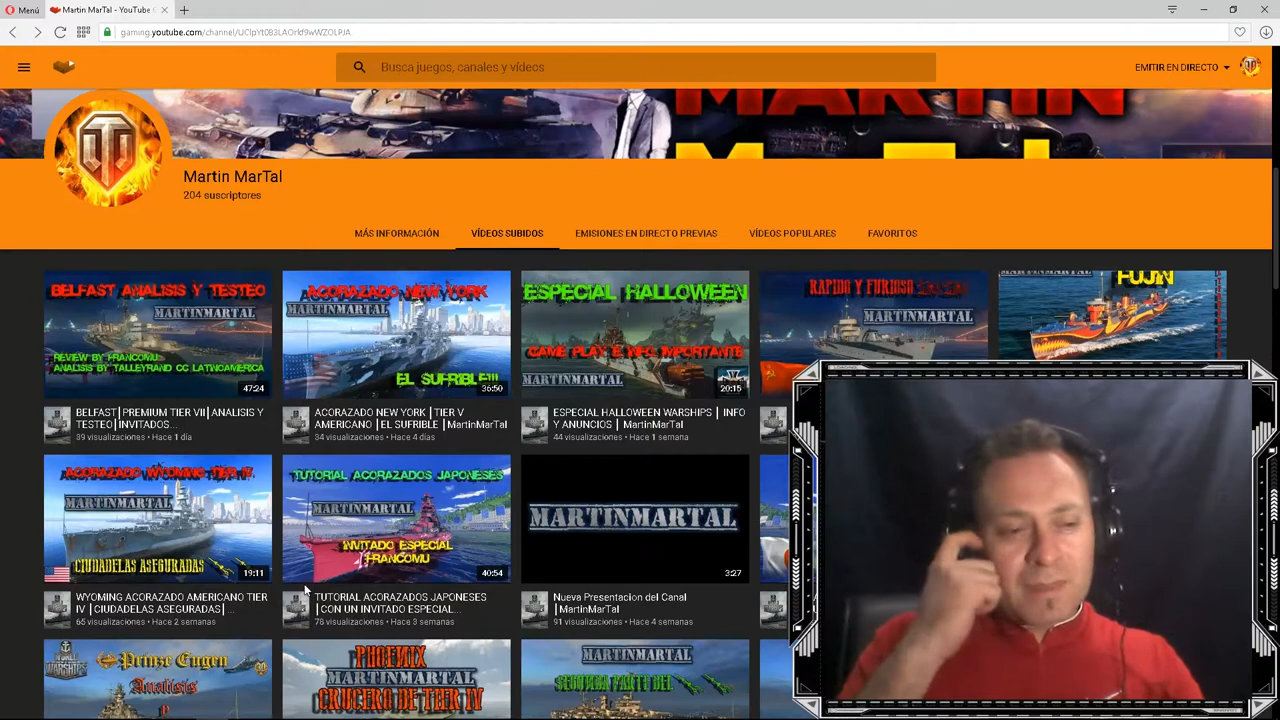 Menú
Martin MarTal - YouTube G
gaming.youtube.com/channel/
Busca juegos, canales y vídeos
EMITIR EN DIRECTO
MARTIN
MarTal
Martin MarTal
204 suscriptores
MÁS INFORMACIÓN
VÍDEOS SUBIDOS
EMISIONES EN DIRECTO PREVIAS
VÍDEOS POPULARES
FAVORITOS
BELFAST ANALISIS Y TESTEO
MARTINMARTAL
REVIEW BY FRANCOMU
ANALISIS BY TALLEYRAND CC LATINOAMERICA
47:24
BELFAST|PREMIUM TIER VII|ANALISIS Y
TESTEO|INVITADOS...
39 visualizaciones • Hace 1 día
ACORAZADO NEW YORK
MARTINMARTAL
EL SUFRIBLE!!!
36:50
ACORAZADO NEW YORK |TIER V
AMERICANO |EL SUFRIBLE |MartinMarTal
34 visualizaciones • Hace 4 días
ESPECIAL HALLOWEEN
GAME PLAY E INFO IMPORTANTE
MARTINMARTAL
20:15
ESPECIAL HALLOWEEN WARSHIPS | INFO
Y ANUNCIOS | MartinMarTal
44 visualizaciones • Hace 1 semana
RAPIDO Y FURIOSO
MARTINMARTAL
MARTINMARTAL
FUJIN
ACORAZADO WYOMING TIER IV
MARTINMARTAL
CIUDADELAS ASEGURADAS
19:11
WYOMING ACORAZADO AMERICANO TIER
IV |CIUDADELAS ASEGURADAS|...
65 visualizaciones • Hace 2 semanas
TUTORIAL ACORAZADOS JAPONESES
MARTINMARTAL
INVITADO ESPECIAL
FRANCOMU
40:54
TUTORIAL ACORAZADOS JAPONESES
|CON UN INVITADO ESPECIAL...
78 visualizaciones • Hace 3 semanas
MARTINMARTAL
3:27
Nueva Presentacion del Canal
|MartinMarTal
91 visualizaciones • Hace 4 semanas
WORLD
WARSHIPS
Prinz Eugen
Analisis
y
PHOENIX
MARTINMARTAL
CRUCERO DE TIER IV
MARTINMARTAL
SEGUNDA PARTE DEL